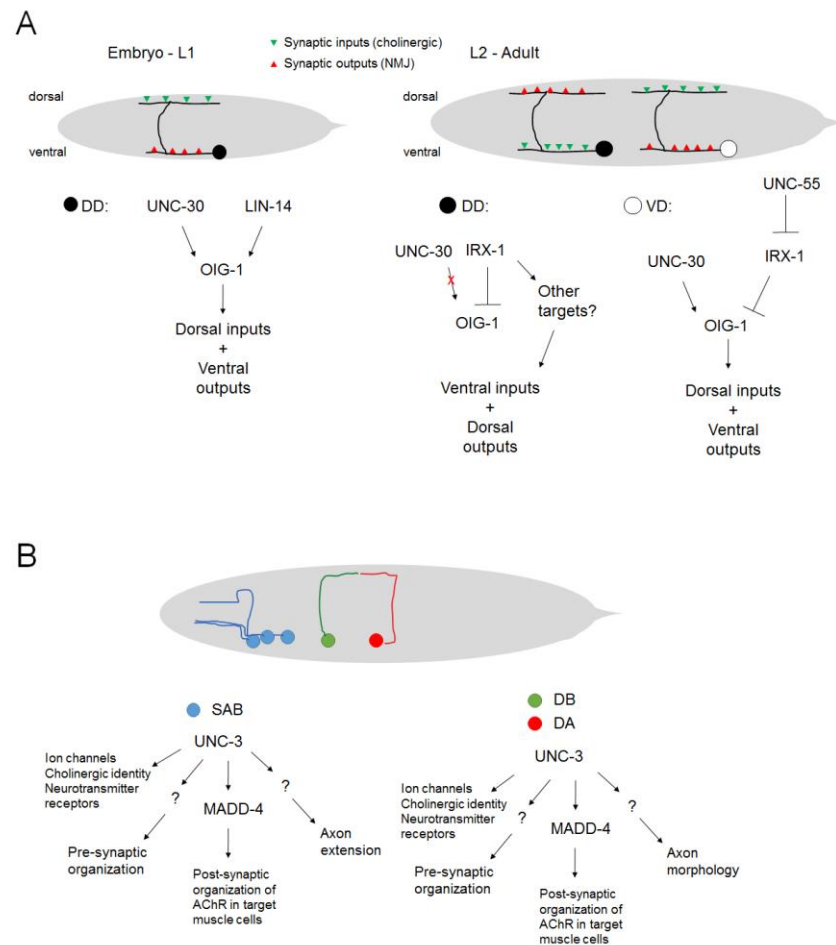 A
Embryo - L1
Synaptic inputs (cholinergic)
Synaptic outputs (NMJ)
L2 - Adult
dorsal
ventral
dorsal
ventral
DD:
UNC-30
LIN-14
OIG-1
Dorsal inputs
+
Ventral
outputs
DD:
UNC-30
IRX-1
X
OIG-1
Other
targets?
Ventral inputs
+
Dorsal
outputs
VD:
UNC-55
IRX-1
UNC-30
OIG-1
Dorsal inputs
+
Ventral
outputs
B
SAB
UNC-3
Ion channels
Cholinergic identity
Neurotransmitter
receptors
?
?
MADD-4
Pre-synaptic
organization
Axon
extension
Post-synaptic
organization of
AChR in target
muscle cells
DB
DA
UNC-3
Ion channels
Cholinergic identity
Neurotransmitter
receptors
?
?
MADD-4
Pre-synaptic
organization
Axon
morphology
Post-synaptic
organization of
AChR in target
muscle cells